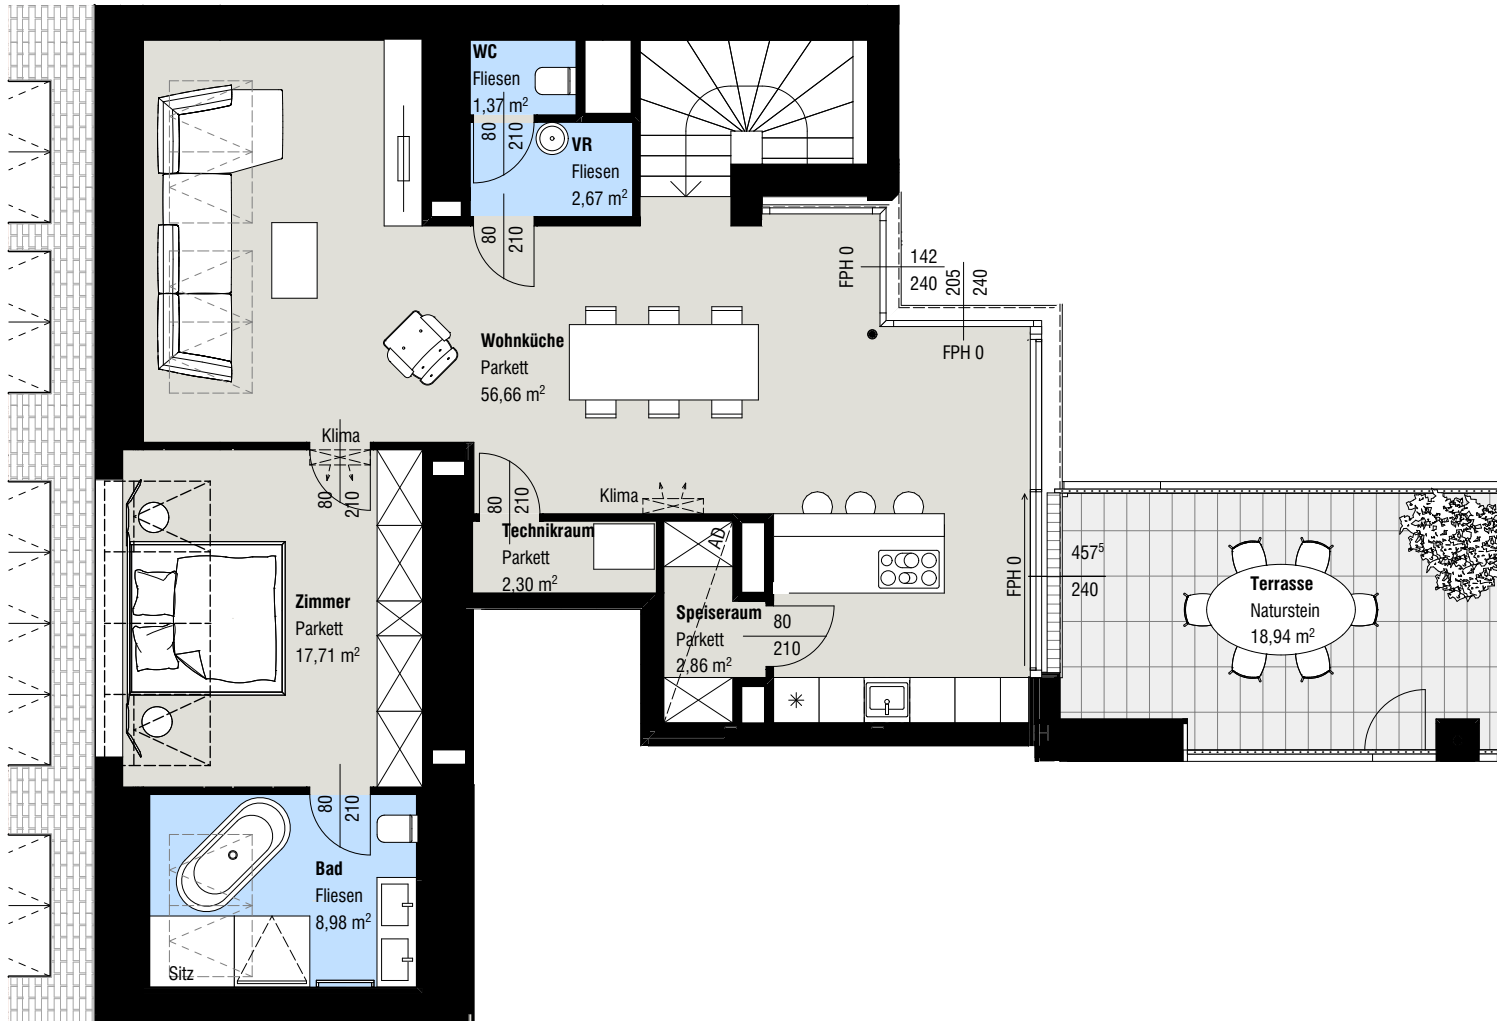 WC
Fliesen
1,37 m²
80
210
VR
Fliesen
2,67 m²
80
210
FPH 0
142
240
205
240
FPH 0
Wohnküche
Parkett
56,66 m²
Klima
80
210
80
210
Klima
Technikraum
Parkett
2,30 m²
AD
Speiseraum
Parkett
2,86 m²
80
210
FPH 0
457⁵
240
Terrasse
Naturstein
18,94 m²
Zimmer
Parkett
17,71 m²
80
210
Bad
Fliesen
8,98 m²
Sitz